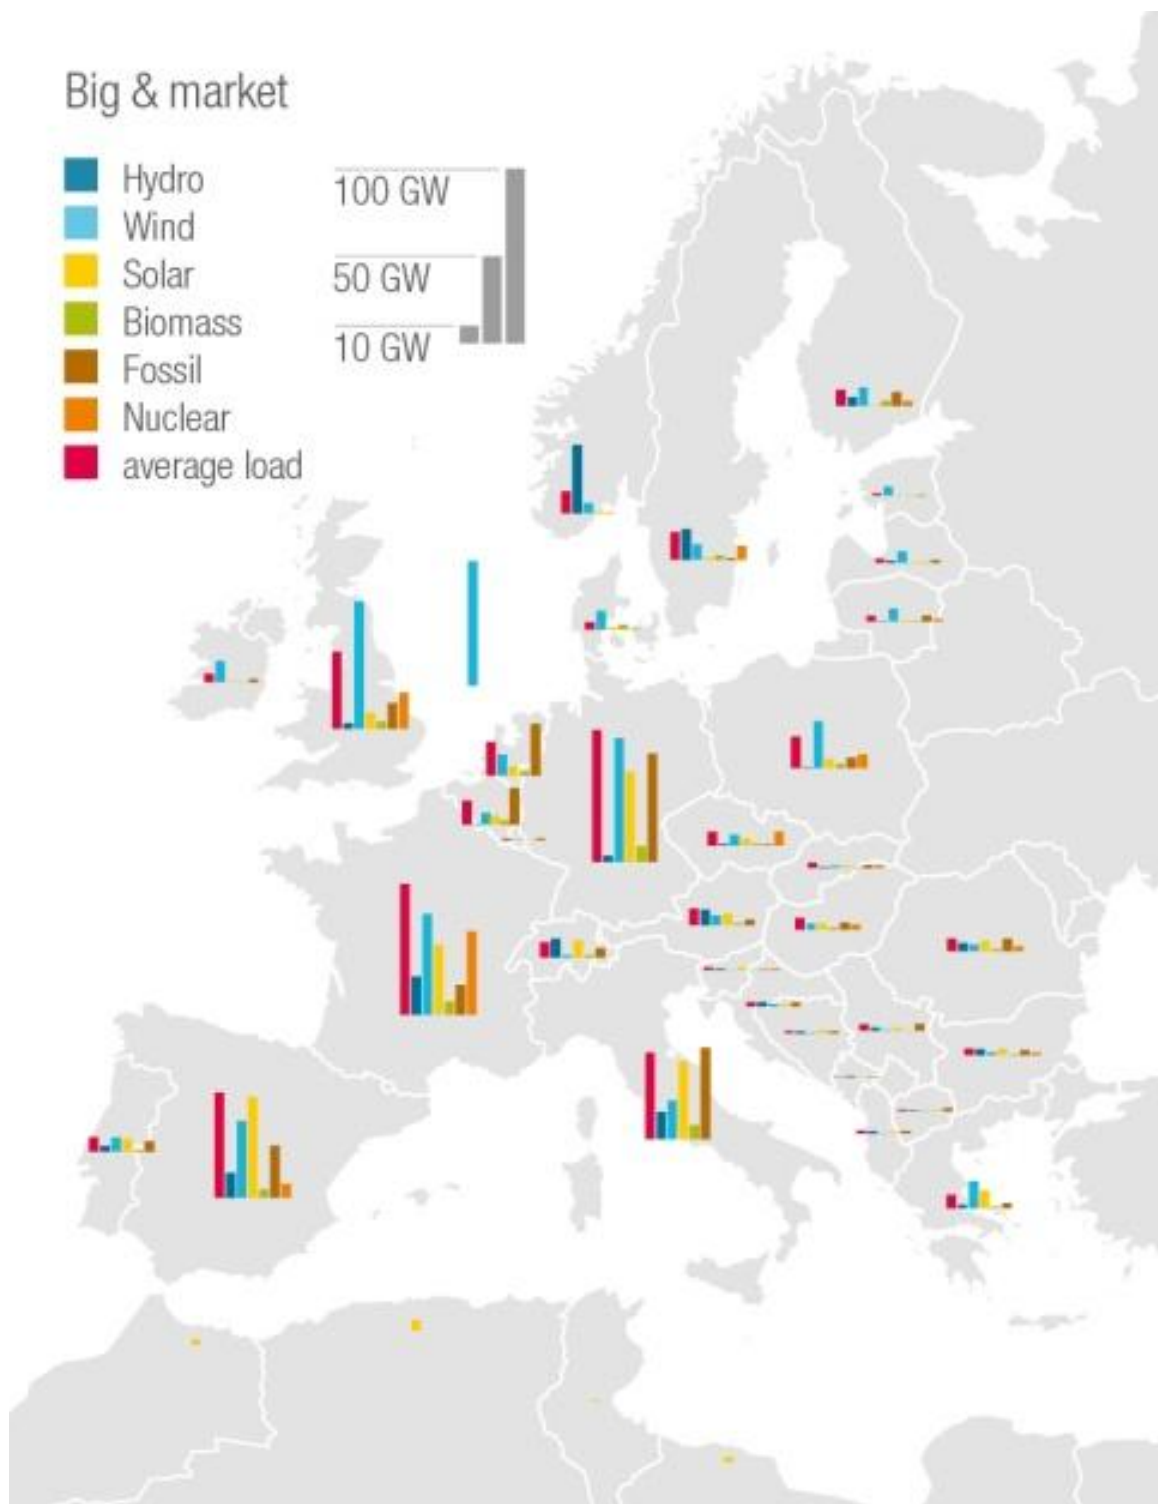 Big & market
Hydro
Wind
Solar
Biomass
Fossil
Nuclear
average load
100 GW
50 GW
10 GW